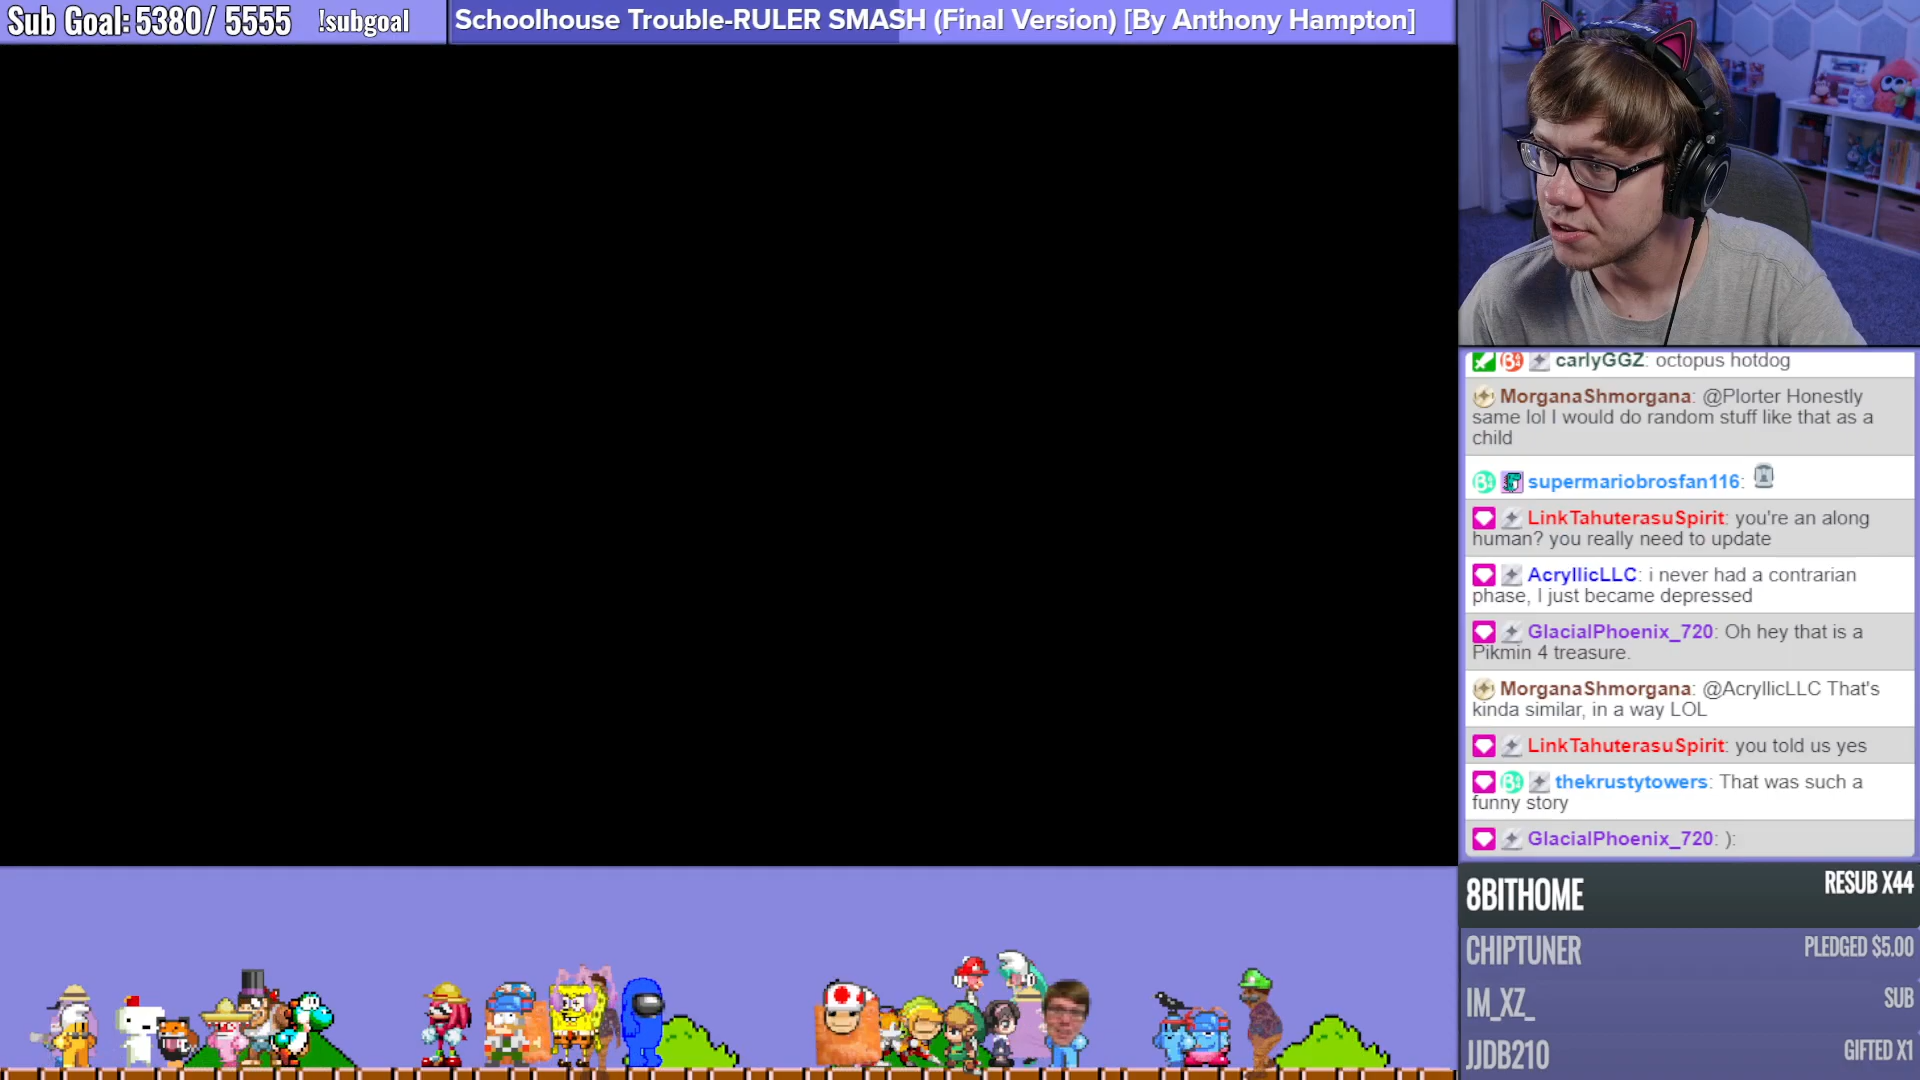 Sub Goal: 5380/ 5555 !subgoal
Schoolhouse Trouble-RULER SMASH (Final Version) [By Anthony Hampton]
carlyGGZ: octopus hotdog
MorganaShmorgana: @Plorter Honestly
same lol I would do random stuff like that as a
child
supermariobrosfan116:
LinkTahuterasuSpirit: you're an along
human? you really need to update
AcryllicLLC: i never had a contrarian
phase, I just became depressed
GlacialPhoenix_720: Oh hey that is a
Pikmin 4 treasure.
MorganaShmorgana: @AcryllicLLC That's
kinda similar, in a way LOL
LinkTahuterasuSpirit: you told us yes
thekrustytowers: That was such a
funny story
GlacialPhoenix_720: ):
8BITHOME RESUB X44
CHIPTUNER PLEDGED $5.00
IM_XZ_ SUB
JJDB210 GIFTED X1